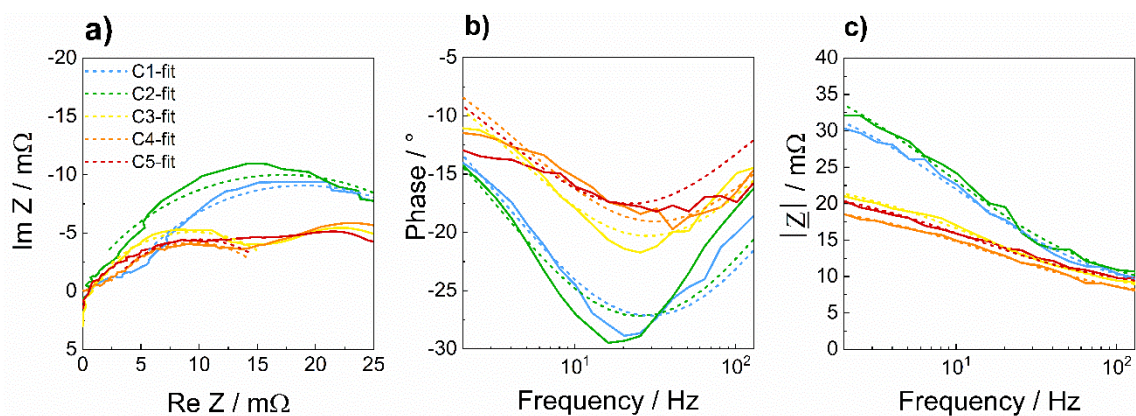 a)
Im Z / mΩ
-20
-15
-10
-5
0
5
C1-fit
C2-fit
C3-fit
C4-fit
C5-fit
0 5 10 15 20 25
Re Z / mΩ
b)
Phase / °
-5
-10
-15
-20
-25
-30
10¹ 10²
Frequency / Hz
c)
|Z| / mΩ
40
35
30
25
20
15
10
5
0
10¹ 10²
Frequency / Hz